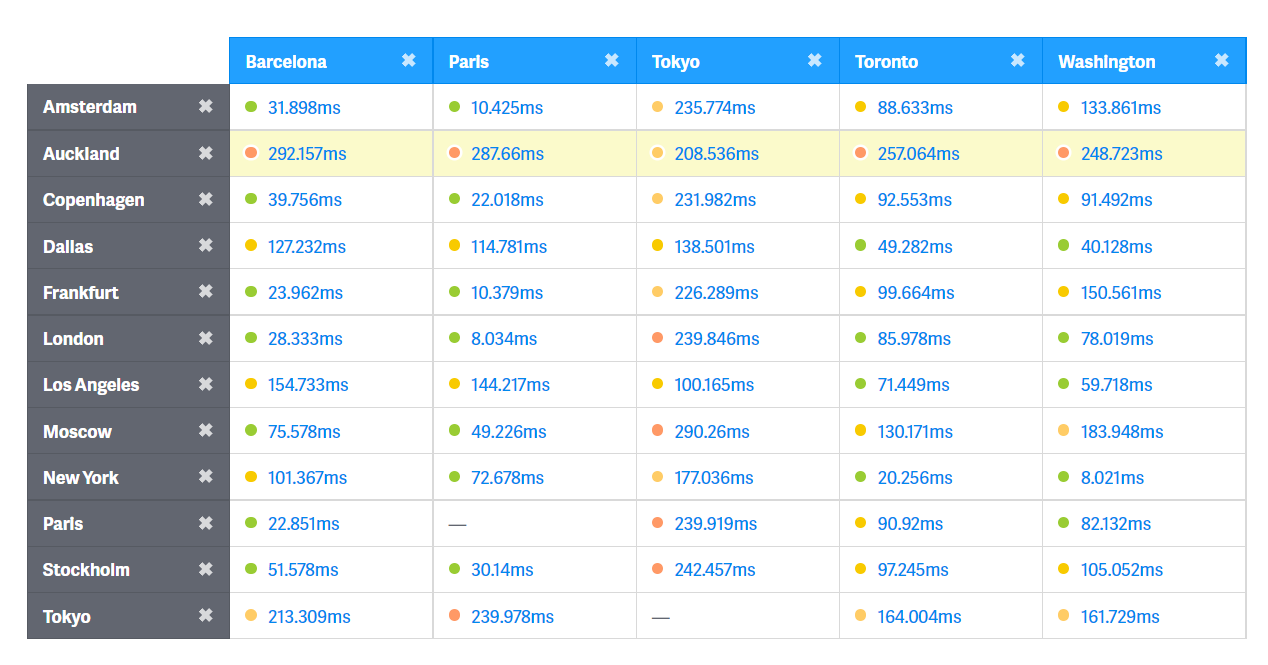 Barcelona ✖ Paris ✖ Tokyo ✖ Toronto ✖ Washington ✖
Amsterdam ✖ 31.898ms 10.425ms 235.774ms 88.633ms 133.861ms
Auckland ✖ 292.157ms 287.66ms 208.536ms 257.064ms 248.723ms
Copenhagen ✖ 39.756ms 22.018ms 231.982ms 92.553ms 91.492ms
Dallas ✖ 127.232ms 114.781ms 138.501ms 49.282ms 40.128ms
Frankfurt ✖ 23.962ms 10.379ms 226.289ms 99.664ms 150.561ms
London ✖ 28.333ms 8.034ms 239.846ms 85.978ms 78.019ms
Los Angeles ✖ 154.733ms 144.217ms 100.165ms 71.449ms 59.718ms
Moscow ✖ 75.578ms 49.226ms 290.26ms 130.171ms 183.948ms
New York ✖ 101.367ms 72.678ms 177.036ms 20.256ms 8.021ms
Paris ✖ 22.851ms — 239.919ms 90.92ms 82.132ms
Stockholm ✖ 51.578ms 30.14ms 242.457ms 97.245ms 105.052ms
Tokyo ✖ 213.309ms 239.978ms — 164.004ms 161.729ms